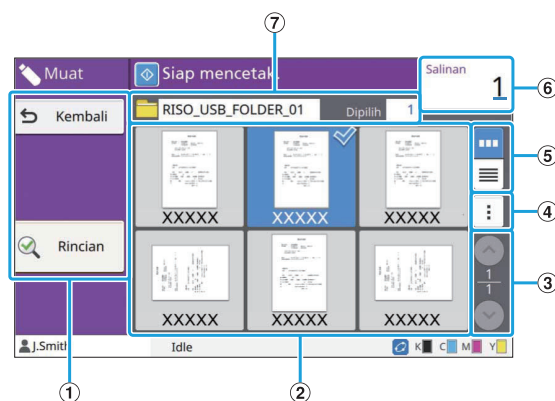 ⑦
Muat
Siap mencetak.
Salinan
1
⑥
Kembali
RISO_USB_FOLDER_01
Dipilih 1
⑤
XXXXX XXXXX XXXXX
④
Rincian
1
1
③
XXXXX XXXXX XXXXX
J.Smith
Idle
K C M Y
① ②